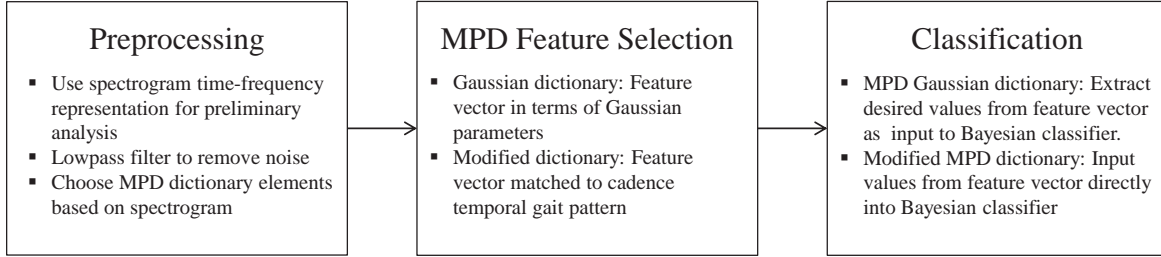 Preprocessing
▪ Use spectrogram time-frequency
representation for preliminary
analysis
▪ Lowpass filter to remove noise
▪ Choose MPD dictionary elements
based on spectrogram
MPD Feature Selection
▪ Gaussian dictionary: Feature
vector in terms of Gaussian
parameters
▪ Modified dictionary: Feature
vector matched to cadence
temporal gait pattern
Classification
▪ MPD Gaussian dictionary: Extract
desired values from feature vector
as input to Bayesian classifier.
▪ Modified MPD dictionary: Input
values from feature vector directly
into Bayesian classifier